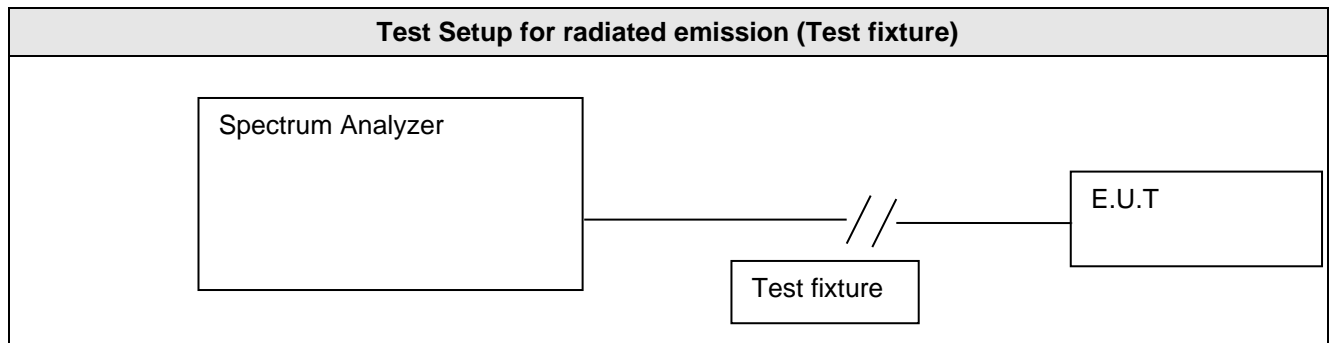 Test Setup for radiated emission (Test fixture)
Spectrum Analyzer
E.U.T
Test fixture